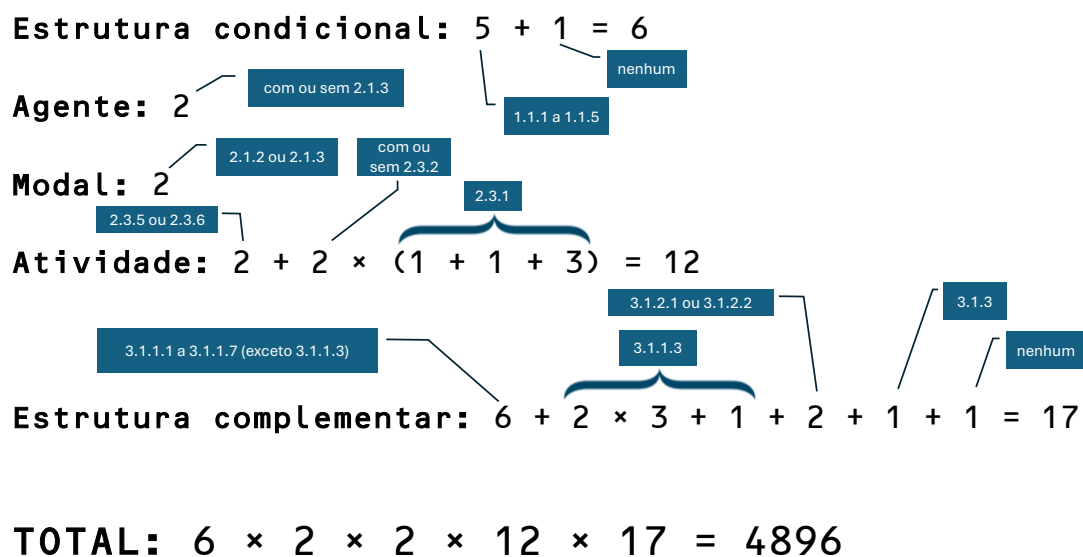 Estrutura condicional: 5 + 1 = 6
nenhum
com ou sem 2.1.3
Agente: 2
1.1.1 a 1.1.5
2.1.2 ou 2.1.3
com ou
sem 2.3.2
Modal: 2
2.3.1
2.3.5 ou 2.3.6
Atividade: 2 + 2 × (1 + 1 + 3) = 12
3.1.2.1 ou 3.1.2.2
3.1.3
3.1.1.1 a 3.1.1.7 (exceto 3.1.1.3)
3.1.1.3
nenhum
Estrutura complementar: 6 + 2 × 3 + 1 + 2 + 1 + 1 = 17
TOTAL: 6 × 2 × 2 × 12 × 17 = 4896